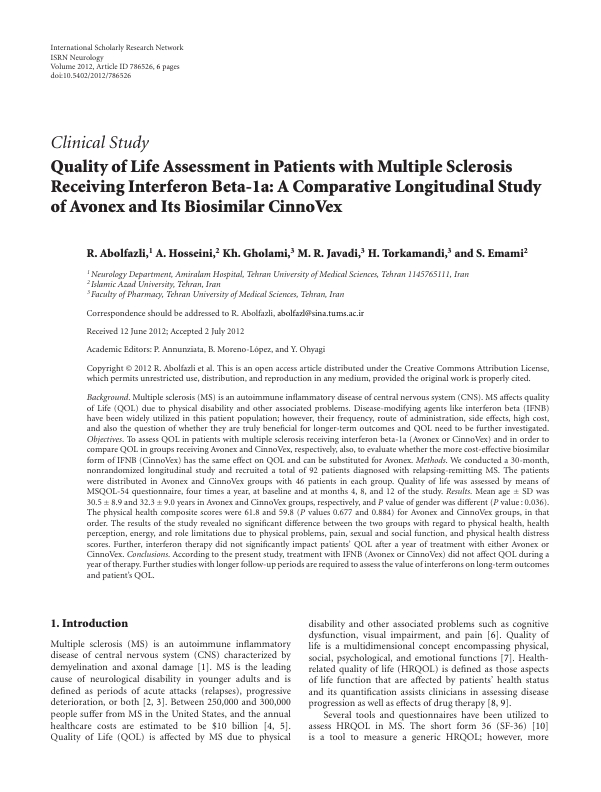 International Scholarly Research Network
ISRN Neurology
Volume 2012, Article ID 786526, 6 pages
doi:10.5402/2012/786526
Clinical Study
Quality of Life Assessment in Patients with Multiple Sclerosis
Receiving Interferon Beta-1a: A Comparative Longitudinal Study
of Avonex and Its Biosimilar CinnoVex
R. Abolfazli,1 A. Hosseini,2 Kh. Gholami,3 M. R. Javadi,3 H. Torkamandi,3 and S. Emami2
1 Neurology Department, Amiralam Hospital, Tehran University of Medical Sciences, Tehran 1145765111, Iran
2 Islamic Azad University, Tehran, Iran
3 Faculty of Pharmacy, Tehran University of Medical Sciences, Tehran, Iran
Correspondence should be addressed to R. Abolfazli, abolfazl@sina.tums.ac.ir
Received 12 June 2012; Accepted 2 July 2012
Academic Editors: P. Annunziata, B. Moreno-López, and Y. Ohyagi
Copyright © 2012 R. Abolfazli et al. This is an open access article distributed under the Creative Commons Attribution License,
which permits unrestricted use, distribution, and reproduction in any medium, provided the original work is properly cited.
Background. Multiple sclerosis (MS) is an autoimmune inflammatory disease of central nervous system (CNS). MS affects quality
of Life (QOL) due to physical disability and other associated problems. Disease-modifying agents like interferon beta (IFNB)
have been widely utilized in this patient population; however, their frequency, route of administration, side effects, high cost,
and also the question of whether they are truly beneficial for longer-term outcomes and QOL need to be further investigated.
Objectives. To assess QOL in patients with multiple sclerosis receiving interferon beta-1a (Avonex or CinnoVex) and in order to
compare QOL in groups receiving Avonex and CinnoVex, respectively, also, to evaluate whether the more cost-effective biosimilar
form of IFNB (CinnoVex) has the same effect on QOL and can be substituted for Avonex. Methods. We conducted a 30-month,
nonrandomized longitudinal study and recruited a total of 92 patients diagnosed with relapsing-remitting MS. The patients
were distributed in Avonex and CinnoVex groups with 46 patients in each group. Quality of life was assessed by means of
MSQOL-54 questionnaire, four times a year, at baseline and at months 4, 8, and 12 of the study. Results. Mean age ± SD was
30.5 ± 8.9 and 32.3 ± 9.0 years in Avonex and CinnoVex groups, respectively, and P value of gender was different (P value : 0.036).
The physical health composite scores were 61.8 and 59.8 (P values 0.677 and 0.884) for Avonex and CinnoVex groups, in that
order. The results of the study revealed no significant difference between the two groups with regard to physical health, health
perception, energy, and role limitations due to physical problems, pain, sexual and social function, and physical health distress
scores. Further, interferon therapy did not significantly impact patients' QOL after a year of treatment with either Avonex or
CinnoVex. Conclusions. According to the present study, treatment with IFNB (Avonex or CinnoVex) did not affect QOL during a
year of therapy. Further studies with longer follow-up periods are required to assess the value of interferons on long-term outcomes
and patient's QOL.
1. Introduction
Multiple sclerosis (MS) is an autoimmune inflammatory
disease of central nervous system (CNS) characterized by
demyelination and axonal damage [1]. MS is the leading
cause of neurological disability in younger adults and is
defined as periods of acute attacks (relapses), progressive
deterioration, or both [2, 3]. Between 250,000 and 300,000
people suffer from MS in the United States, and the annual
healthcare costs are estimated to be $10 billion [4, 5].
Quality of Life (QOL) is affected by MS due to physical
disability and other associated problems such as cognitive
dysfunction, visual impairment, and pain [6]. Quality of
life is a multidimensional concept encompassing physical,
social, psychological, and emotional functions [7]. Health-
related quality of life (HRQOL) is defined as those aspects
of life function that are affected by patients' health status
and its quantification assists clinicians in assessing disease
progression as well as effects of drug therapy [8, 9].
Several tools and questionnaires have been utilized to
assess HRQOL in MS. The short form 36 (SF-36) [10]
is a tool to measure a generic HRQOL; however, more